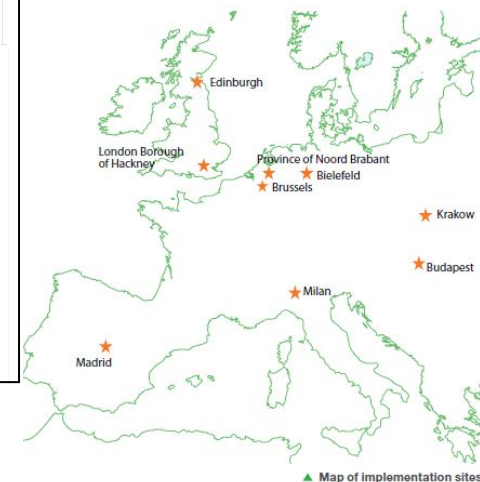 Edinburgh
London Borough
of Hackney
Province of Noord Brabant
Bielefeld
Brussels
Krakow
Budapest
Milan
Madrid
▲ Map of implementation sites